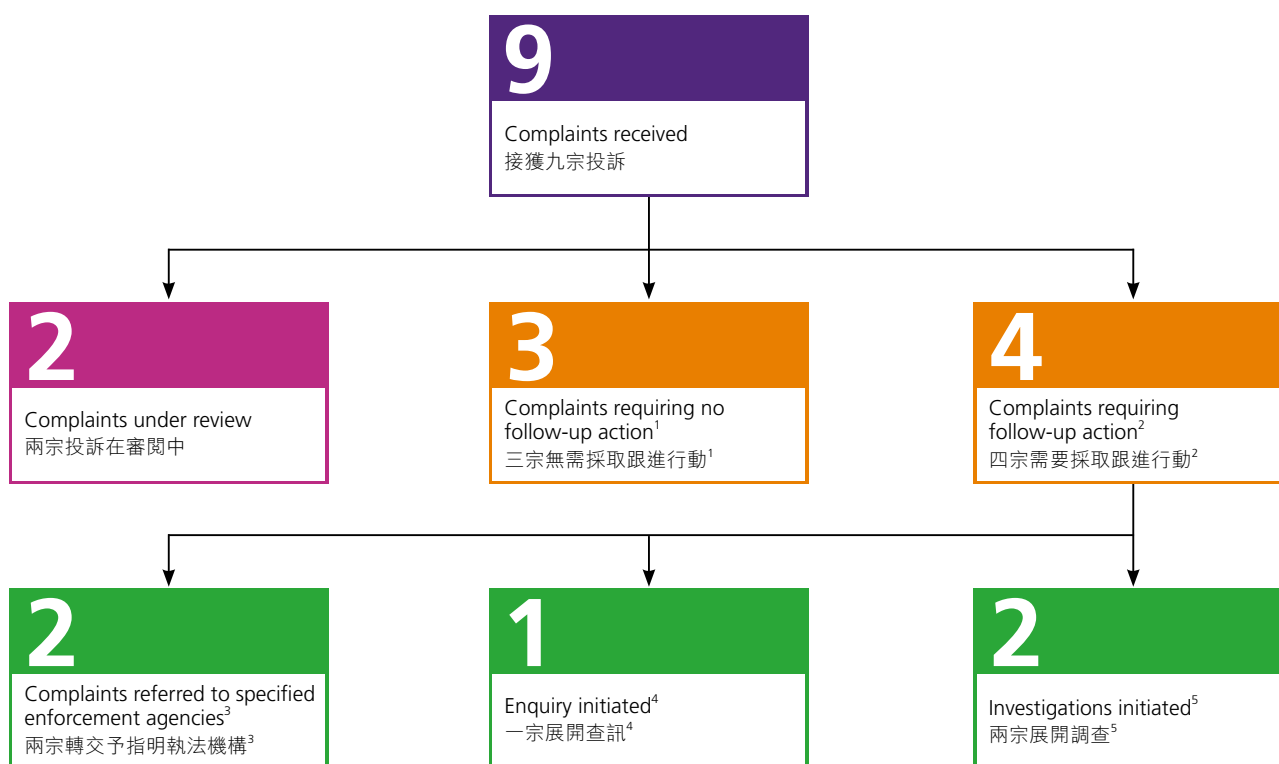 9
Complaints received
接獲九宗投訴
2
Complaints under review
兩宗投訴在審閱中
3
Complaints requiring no
follow-up action1
三宗無需採取跟進行動1
4
Complaints requiring
follow-up action2
四宗需要採取跟進行動2
2
Complaints referred to specified
enforcement agencies3
兩宗轉交予指明執法機構3
1
Enquiry initiated4
一宗展開查訊4
2
Investigations initiated5
兩宗展開調查5